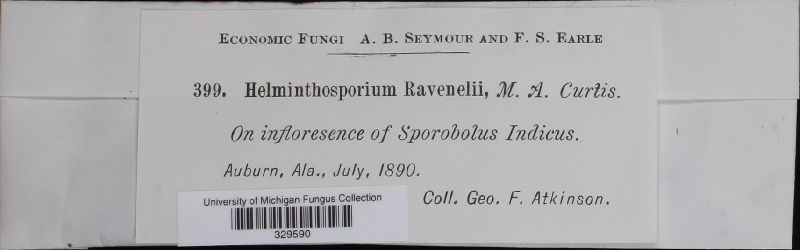 Economic Fungi A. B. Seymour and F. S. Earle
399. Helminthosporium Ravenelii, M. A. Curtis.
On infloresence of Sporobolus Indicus.
Auburn, Ala., July, 1890.
Coll. Geo. F. Atkinson.
University of Michigan Fungus Collection
329590